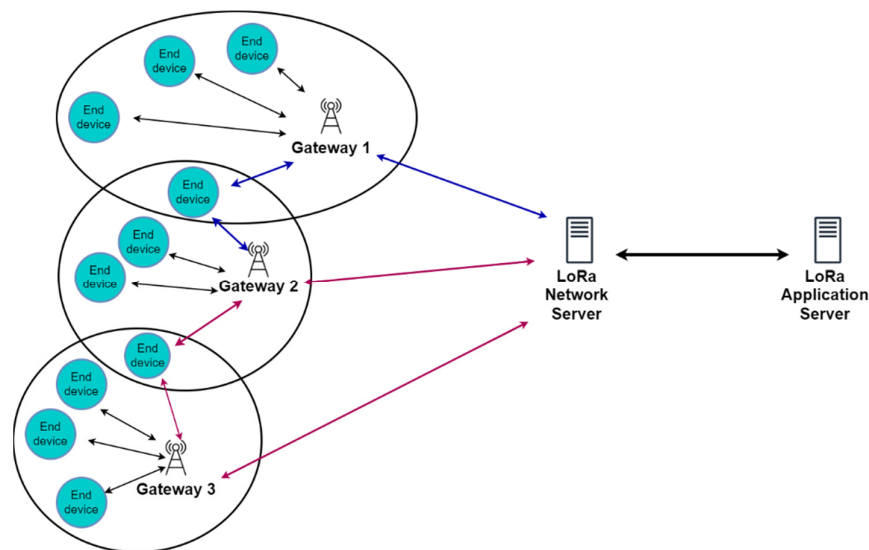 End
device
End
device
End
device
Gateway 1
End
device
End
device
End
device
Gateway 2
End
device
End
device
End
device
End
device
Gateway 3
LoRa
Network
Server
LoRa
Application
Server